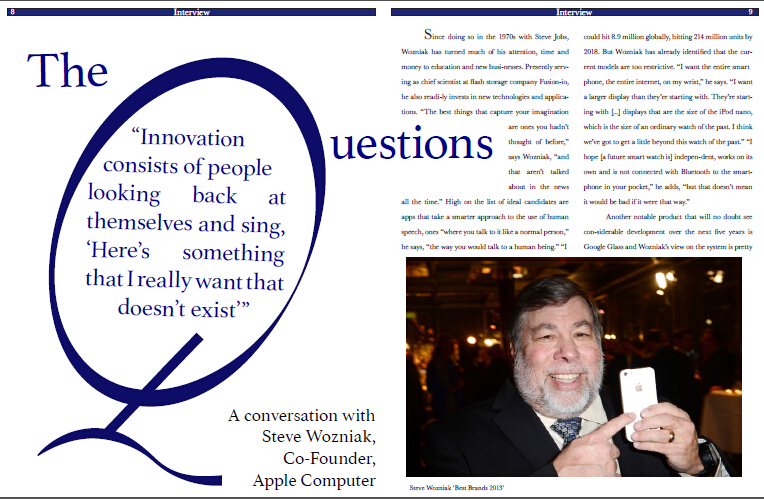 8
Interview
The
Questions
“Innovation
consists of people
looking back at
themselves and sing,
‘Here’s something
that I really want that
doesn’t exist’”
A conversation with
Steve Wozniak,
Co-Founder,
Apple Computer
Interview
9
Since doing so in the 1970s with Steve Jobs,
Wozniak has turned much of his attention, time and
money to education and new busi-nesses. Presently serv-
ing as chief scientist at flash storage company Fusion-io,
he also readi-ly invests in new technologies and applica-
tions. “The best things that capture your imagination
are ones you hadn’t
thought of before,”
says Wozniak, “and
that aren’t talked
about in the news
all the time.” High on the list of ideal candidates are
apps that take a smarter approach to the use of human
speech, ones “where you talk to it like a normal person,”
he says, “the way you would talk to a human being.” “I
could hit 8.9 million globally, hitting 214 million units by
2018. But Wozniak has already identified that the cur-
rent models are too restrictive. “I want the entire smart
phone, the entire internet, on my wrist,” he says. “I want
a larger display than they’re starting with. They’re start-
ing with [...] displays that are the size of the iPod nano,
which is the size of an ordinary watch of the past. I think
we’ve got to get a little beyond this watch of the past.” “I
hope [a future smart watch is] indepen-dent, works on its
own and is not connected with Bluetooth to the smart-
phone in your pocket,” he adds, “but that doesn’t mean
it would be bad if it were that way.”
Another notable product that will no doubt see
con-siderable development over the next five years is
Google Glass and Wozniak’s view on the system is pretty
Steve Wozniak ‘Best Brands 2013’